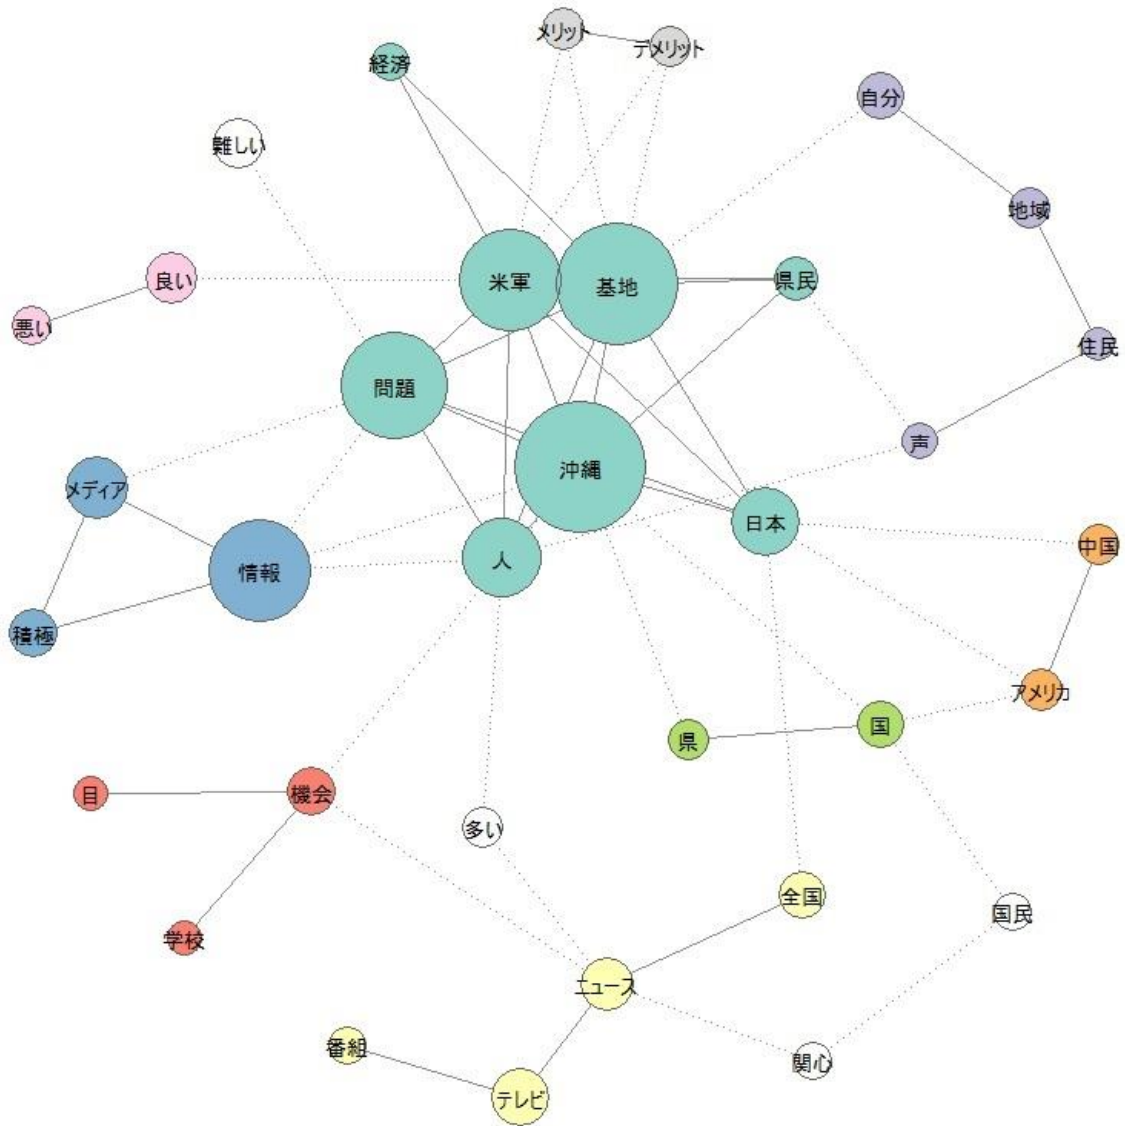 メリット
デメリット
経済
自分
難しい
地域
良い
米軍
基地
県民
悪い
住民
問題
声
沖縄
メディア
日本
中国
人
情報
積極
アメリカ
国
県
目
機会
多い
全国
国民
学校
ニュース
番組
関心
テレビ